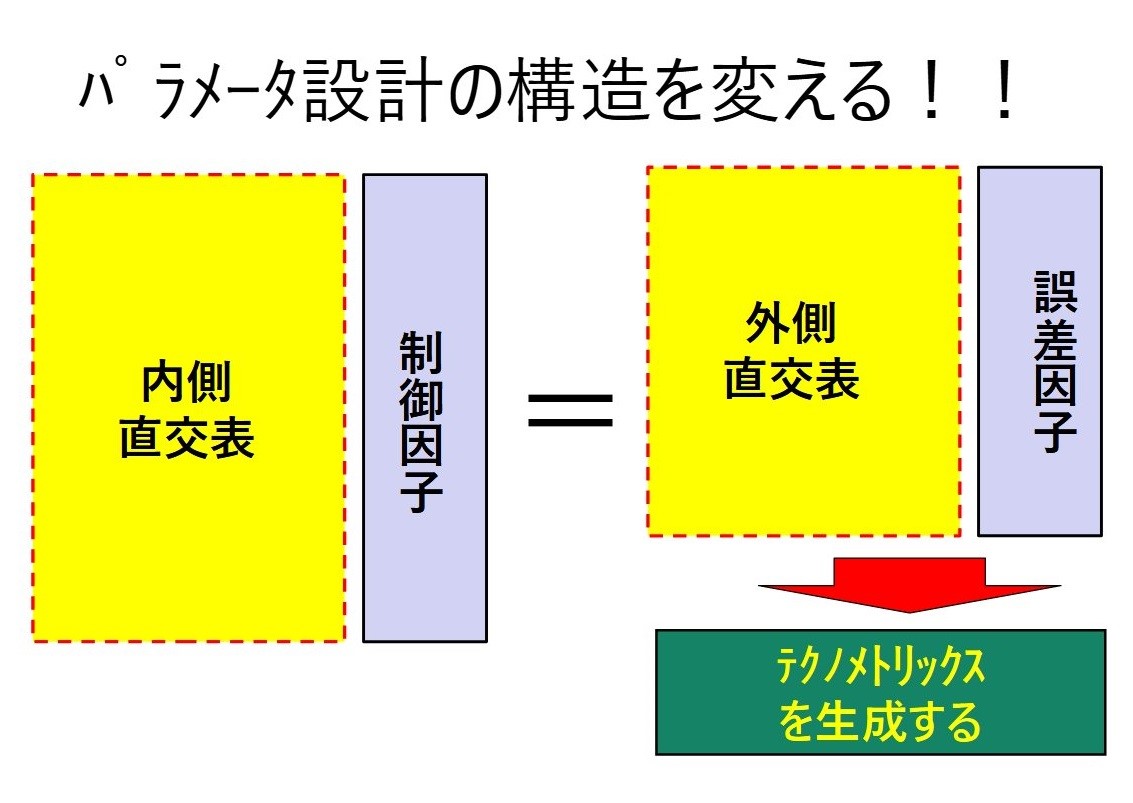 ﾊﾟﾗﾒｰﾀ設計の構造を変える！！
内側
直交表
制御因子
＝
外側
直交表
誤差因子
ﾃｸﾉﾒﾄﾘｯｸｽ
を生成する